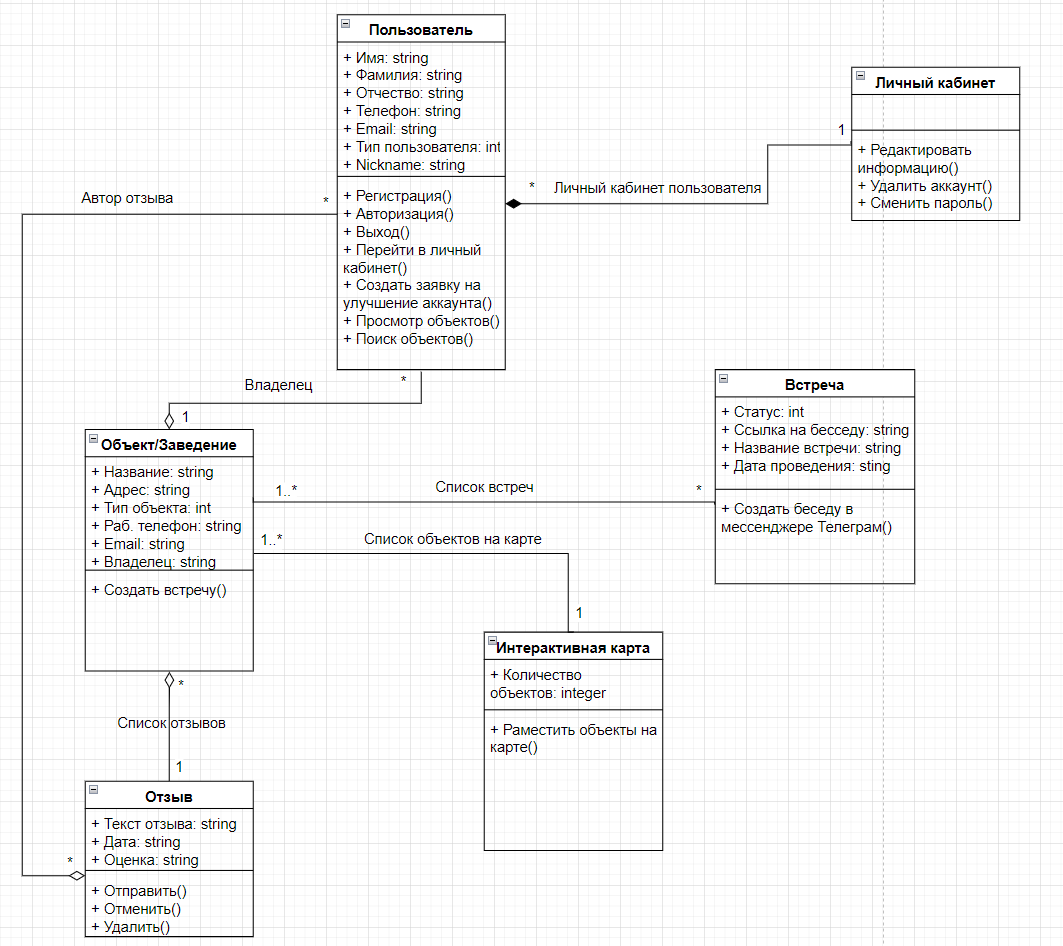 Пользователь
+ Имя: string
+ Фамилия: string
+ Отчество: string
+ Телефон: string
+ Email: string
+ Тип пользователя: int
+ Nickname: string
+ Регистрация()
+ Авторизация()
+ Выход()
+ Перейти в личный
кабинет()
+ Создать заявку на
улучшение аккаунта()
+ Просмотр объектов()
+ Поиск объектов()
Личный кабинет
+ Редактировать
информацию()
+ Удалить аккаунт()
+ Сменить пароль()
1
* Личный кабинет пользователя
Автор отзыва *
Владелец *
1
Объект/Заведение
+ Название: string
+ Адрес: string
+ Тип объекта: int
+ Раб. телефон: string
+ Email: string
+ Владелец: string
+ Создать встречу()
Встреча
+ Статус: int
+ Ссылка на бесседу: string
+ Название встречи: string
+ Дата проведения: sting
+ Создать беседу в
мессенджере Телеграм()
1..* Список встреч *
1..* Список объектов на карте
1
Интерактивная карта
+ Количество
объектов: integer
+ Раместить объекты на
карте()
*
Список отзывов
1
Отзыв
+ Текст отзыва: string
+ Дата: string
+ Оценка: string
*
+ Отправить()
+ Отменить()
+ Удалить()